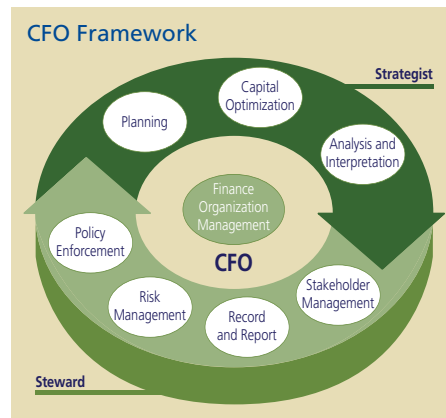 CFO Framework
Strategist
Capital
Optimization
Planning
Analysis and
Interpretation
Finance
Organization
Management
CFO
Policy
Enforcement
Stakeholder
Management
Risk
Management
Record
and Report
Steward